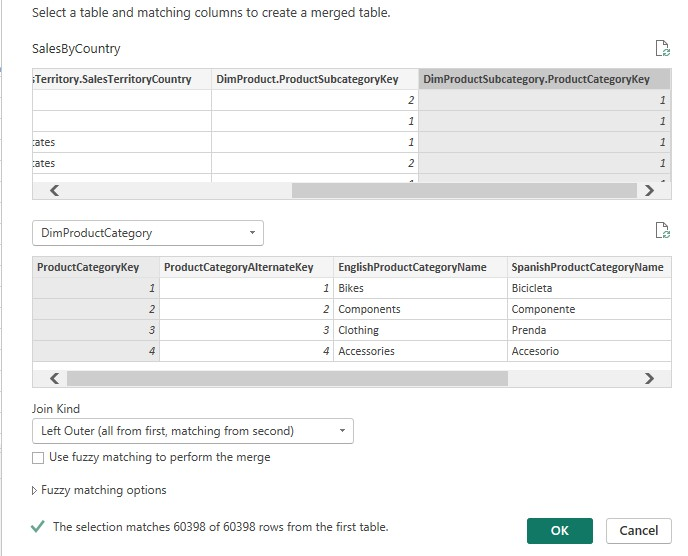 Select a table and matching columns to create a merged table.
SalesByCountry
Territory.SalesTerritoryCountry DimProduct.ProductSubcategoryKey DimProductSubcategory.ProductCategoryKey
2 1
1 1
ates 1 1
ates 2 1
DimProductCategory
ProductCategoryKey ProductCategoryAlternateKey EnglishProductCategoryName SpanishProductCategoryName
1 1 Bikes Bicicleta
2 2 Components Componente
3 3 Clothing Prenda
4 4 Accessories Accesorio
Join Kind
Left Outer (all from first, matching from second)
Use fuzzy matching to perform the merge
Fuzzy matching options
The selection matches 60398 of 60398 rows from the first table.
OK Cancel